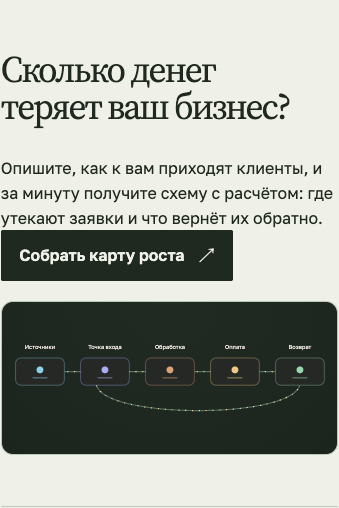 Сколько денег
теряет ваш бизнес?
Опишите, как к вам приходят клиенты, и
за минуту получите схему с расчётом: где
утекают заявки и что вернёт их обратно.
Собрать карту роста ↗
Источники
Точка входа
Обработка
Оплата
Возврат